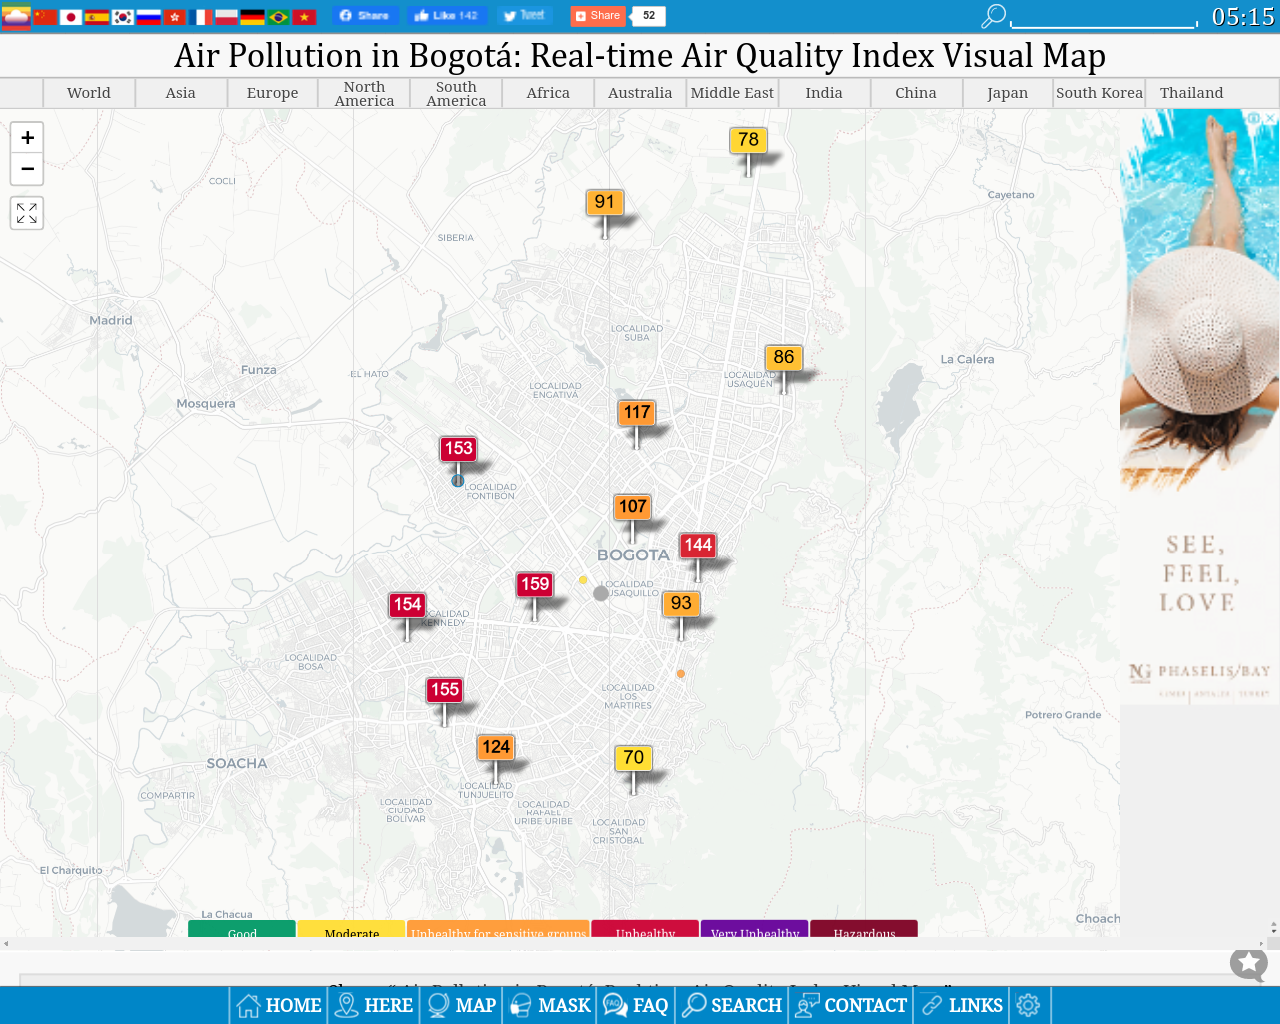 Share
Like 142
Tweet
Share
52
05:15
Air Pollution in Bogotá: Real-time Air Quality Index Visual Map
World
Asia
Europe
North America
South America
Africa
Australia
Middle East
India
China
Japan
South Korea
Thailand
+
−
78
COCLI
Cayetano
91
SIBERIA
Madrid
LOCALIDAD
SUBA
86
La Calera
Funza
EL HATO
LOCALIDAD
USAQUÉN
LOCALIDAD
ENGATIVÁ
Mosquera
117
153
LOCALIDAD
FONTIBÓN
107
BOGOTA
144
159
154
93
LOCALIDAD
KENNEDY
LOCALIDAD
BOSA
155
LOCALIDAD
LOS
MÁRTIRES
Potrero Grande
124
70
SOACHA
LOCALIDAD
TUNJUELITO
COMPARTIR
LOCALIDAD
CIUDAD
BOLÍVAR
LOCALIDAD
RAFAEL
URIBE URIBE
LOCALIDAD
SAN
CRISTÓBAL
El Charquito
La Chacua
Choach
SEE,
FEEL,
LOVE
NG PHASELIS/BAY
Good
Moderate
Unhealthy for sensitive groups
Unhealthy
Very Unhealthy
Hazardous
HOME
HERE
MAP
MASK
FAQ
SEARCH
CONTACT
LINKS